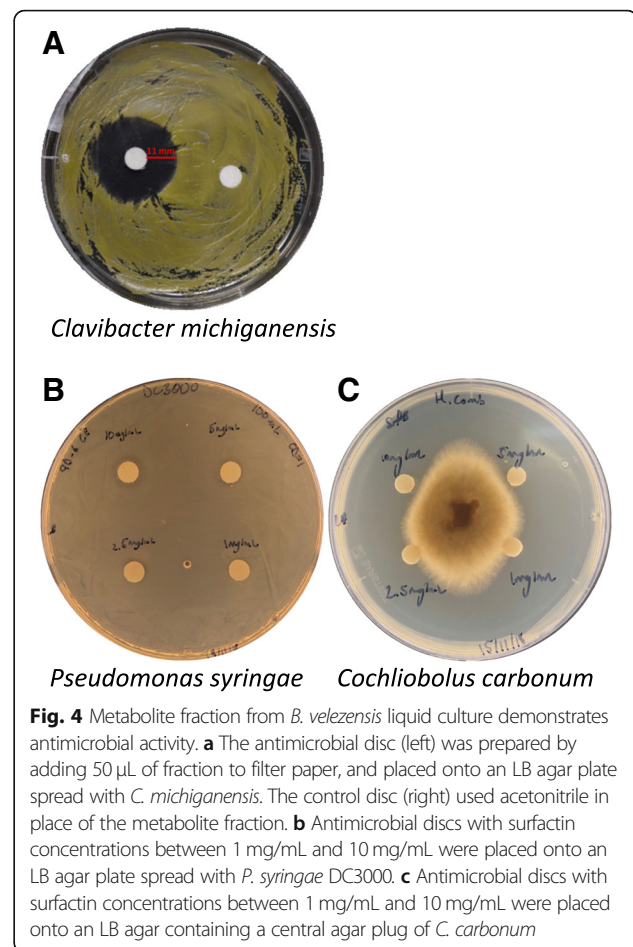 A
11 mm
Clavibacter michiganensis
B
C
DC3000
10mg/mL
5mg/mL
2.5mg/mL
1mg/mL
H. Comb
5mg/mL
2.5mg/mL
1mg/mL
15/11/18
Pseudomonas syringae
Cochliobolus carbonum
Fig. 4 Metabolite fraction from B. velezensis liquid culture demonstrates
antimicrobial activity. a The antimicrobial disc (left) was prepared by
adding 50 μL of fraction to filter paper, and placed onto an LB agar plate
spread with C. michiganensis. The control disc (right) used acetonitrile in
place of the metabolite fraction. b Antimicrobial discs with surfactin
concentrations between 1 mg/mL and 10 mg/mL were placed onto an
LB agar plate spread with P. syringae DC3000. c Antimicrobial discs with
surfactin concentrations between 1 mg/mL and 10 mg/mL were placed
onto an LB agar containing a central agar plug of C. carbonum